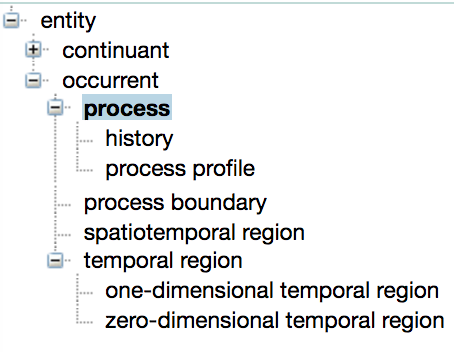 entity
continuant
occurrent
process
history
process profile
process boundary
spatiotemporal region
temporal region
one-dimensional temporal region
zero-dimensional temporal region